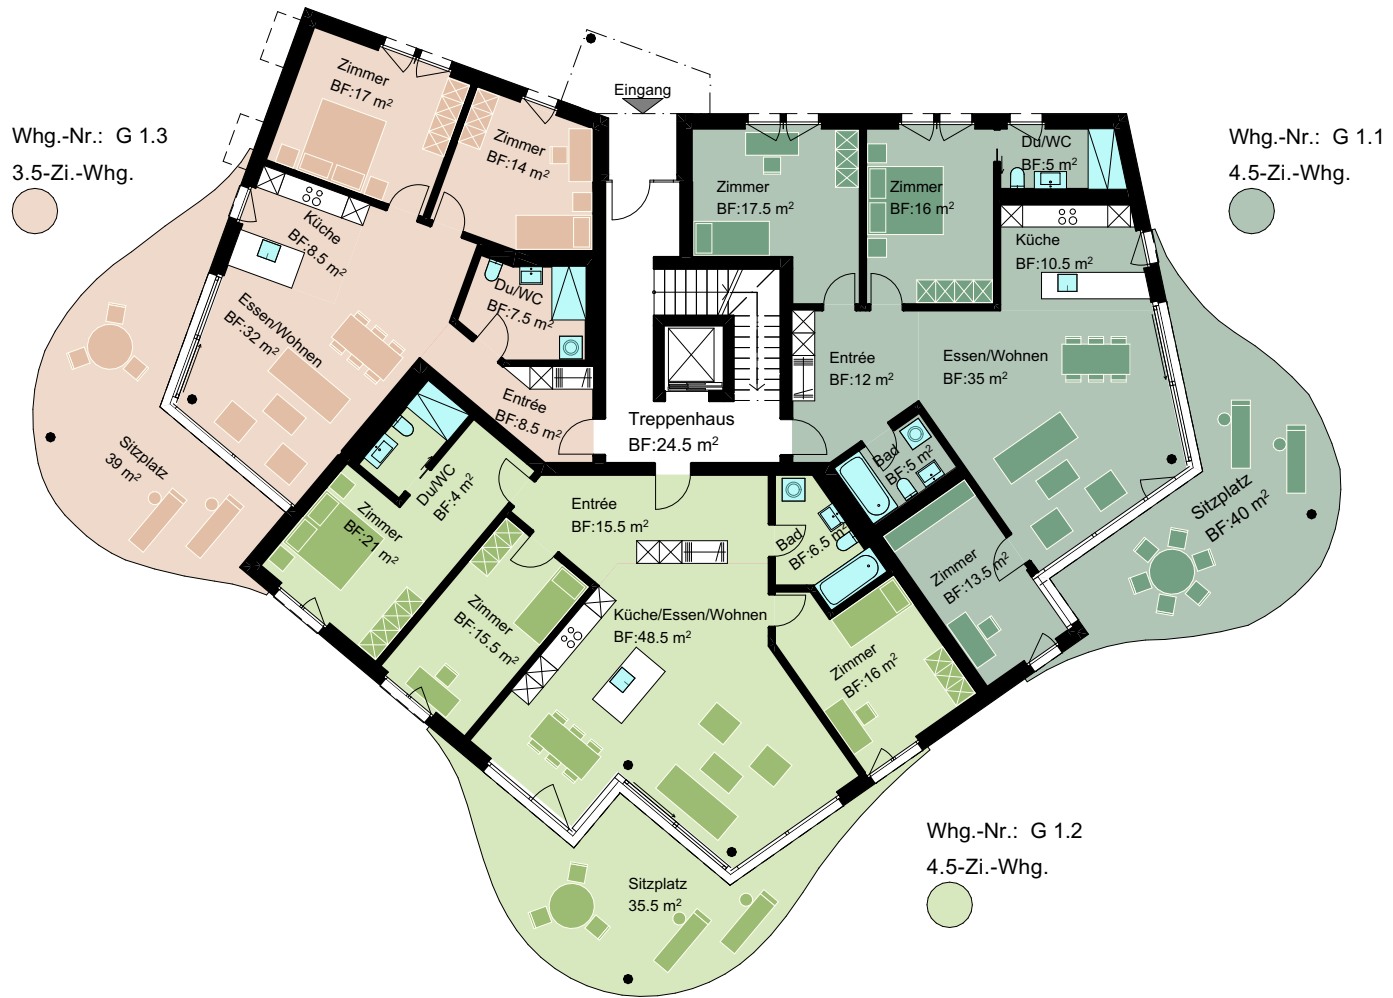 Whg.-Nr.: G 1.3
3.5-Zi.-Whg.
Zimmer
BF:17 m²
Zimmer
BF:14 m²
Küche
BF:8.5 m²
Essen/Wohnen
BF:32 m²
Du/WC
BF:7.5 m²
Entrée
BF:8.5 m²
Sitzplatz
39 m²
Eingang
Treppenhaus
BF:24.5 m²
Whg.-Nr.: G 1.1
4.5-Zi.-Whg.
Zimmer
BF:17.5 m²
Zimmer
BF:16 m²
Du/WC
BF:5 m²
Küche
BF:10.5 m²
Entrée
BF:12 m²
Essen/Wohnen
BF:35 m²
Bad
BF:5 m²
Zimmer
BF:13.5 m²
Sitzplatz
BF:40 m²
Du/WC
BF:4 m²
Zimmer
BF:21 m²
Zimmer
BF:15.5 m²
Entrée
BF:15.5 m²
Bad
BF:6.5 m²
Küche/Essen/Wohnen
BF:48.5 m²
Zimmer
BF:16 m²
Sitzplatz
35.5 m²
Whg.-Nr.: G 1.2
4.5-Zi.-Whg.